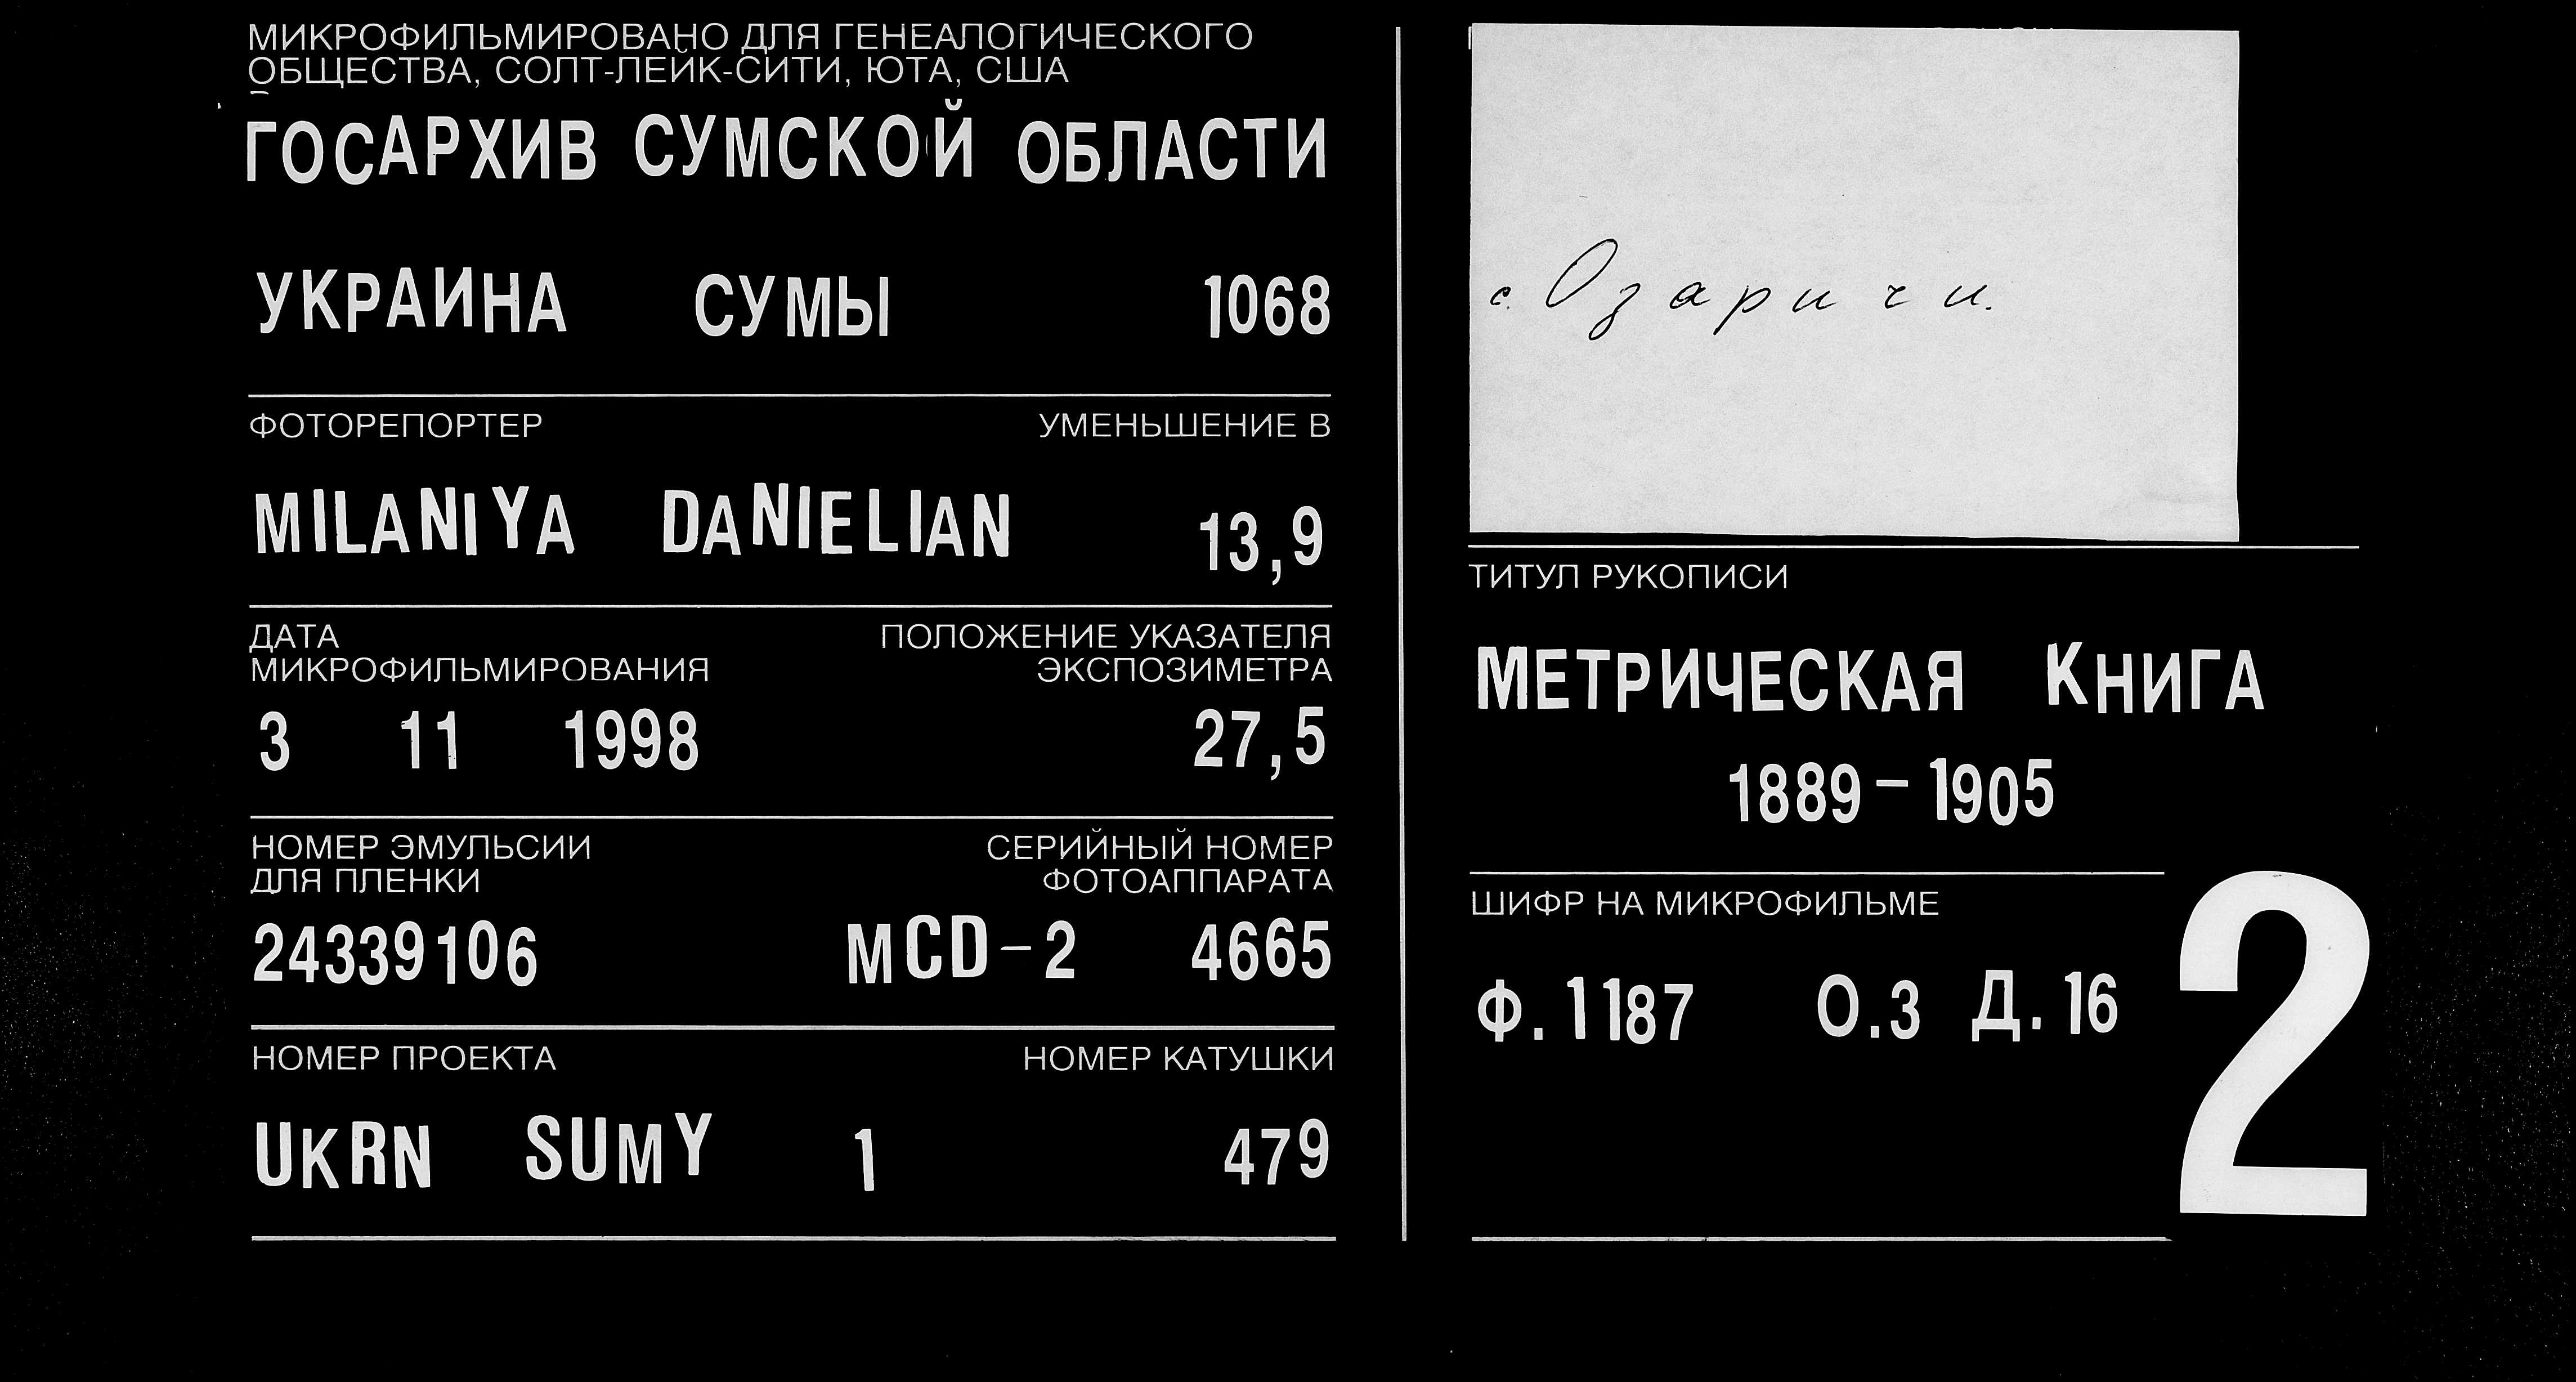 МИКРОФИЛЬМИРОВАНО ДЛЯ ГЕНЕАЛОГИЧЕСКОГО
ОБЩЕСТВА, СОЛТ-ЛЕЙК-СИТИ, ЮТА, США
ГОСАРХИВ СУМСКОЙ ОБЛАСТИ
УКРАИНА СУМЫ 1068
ФОТОРЕПОРТЕР УМЕНЬШЕНИЕ В
MILANIYA DANIELIAN 13,9
ДАТА ПОЛОЖЕНИЕ УКАЗАТЕЛЯ
МИКРОФИЛЬМИРОВАНИЯ ЭКСПОЗИМЕТРА
3 11 1998 27,5
НОМЕР ЭМУЛЬСИИ СЕРИЙНЫЙ НОМЕР
ДЛЯ ПЛЕНКИ ФОТОАППАРАТА
24339106 MCD-2 4665
НОМЕР ПРОЕКТА НОМЕР КАТУШКИ
UKRN SUMY 1 479
с. Озаричи.
ТИТУЛ РУКОПИСИ
МЕТРИЧЕСКАЯ КНИГА
1889-1905
ШИФР НА МИКРОФИЛЬМЕ
Ф. 1187 О.3 Д. 16
2